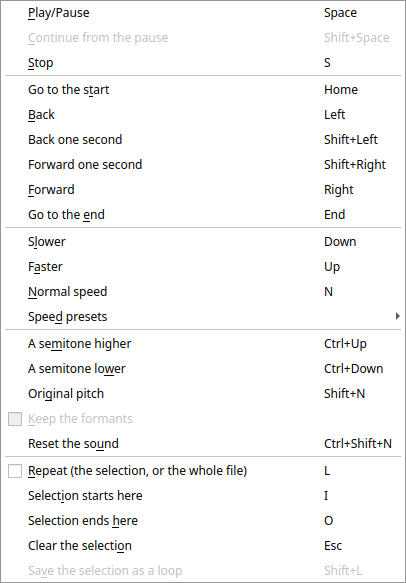 Play/Pause Space
Continue from the pause Shift+Space
Stop S
Go to the start Home
Back Left
Back one second Shift+Left
Forward one second Shift+Right
Forward Right
Go to the end End
Slower Down
Faster Up
Normal speed N
Speed presets
A semitone higher Ctrl+Up
A semitone lower Ctrl+Down
Original pitch Shift+N
Keep the formants
Reset the sound Ctrl+Shift+N
Repeat (the selection, or the whole file) L
Selection starts here I
Selection ends here O
Clear the selection Esc
Save the selection as a loop Shift+L